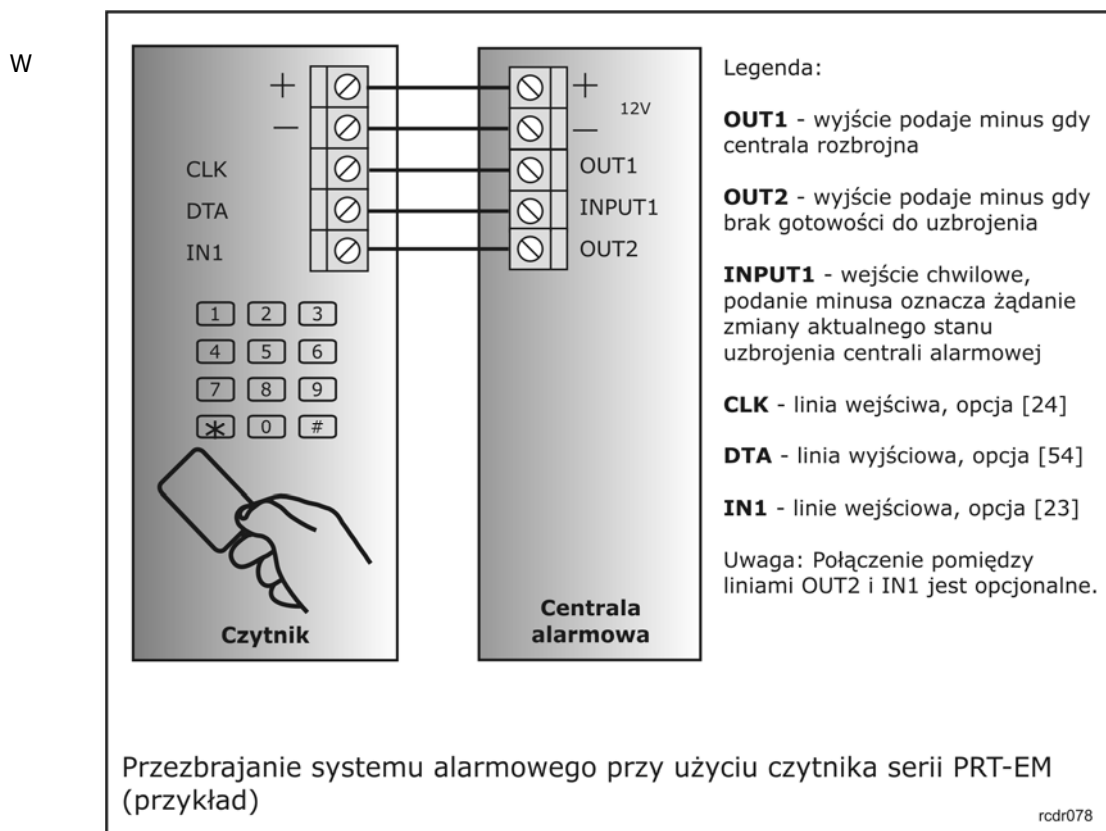 W
+
−
CLK
DTA
IN1
1 2 3
4 5 6
7 8 9
* 0 #
Czytnik
+
12V
−
OUT1
INPUT1
OUT2
Centrala
alarmowa
Legenda:
OUT1 - wyjście podaje minus gdy
centrala rozbrojna
OUT2 - wyjście podaje minus gdy
brak gotowości do uzbrojenia
INPUT1 - wejście chwilowe,
podanie minusa oznacza żądanie
zmiany aktualnego stanu
uzbrojenia centrali alarmowej
CLK - linia wejściwa, opcja [24]
DTA - linia wyjściowa, opcja [54]
IN1 - linie wejściowa, opcja [23]
Uwaga: Połączenie pomiędzy
liniami OUT2 i IN1 jest opcjonalne.
Przezbrajanie systemu alarmowego przy użyciu czytnika serii PRT-EM
(przykład)
rcdr078